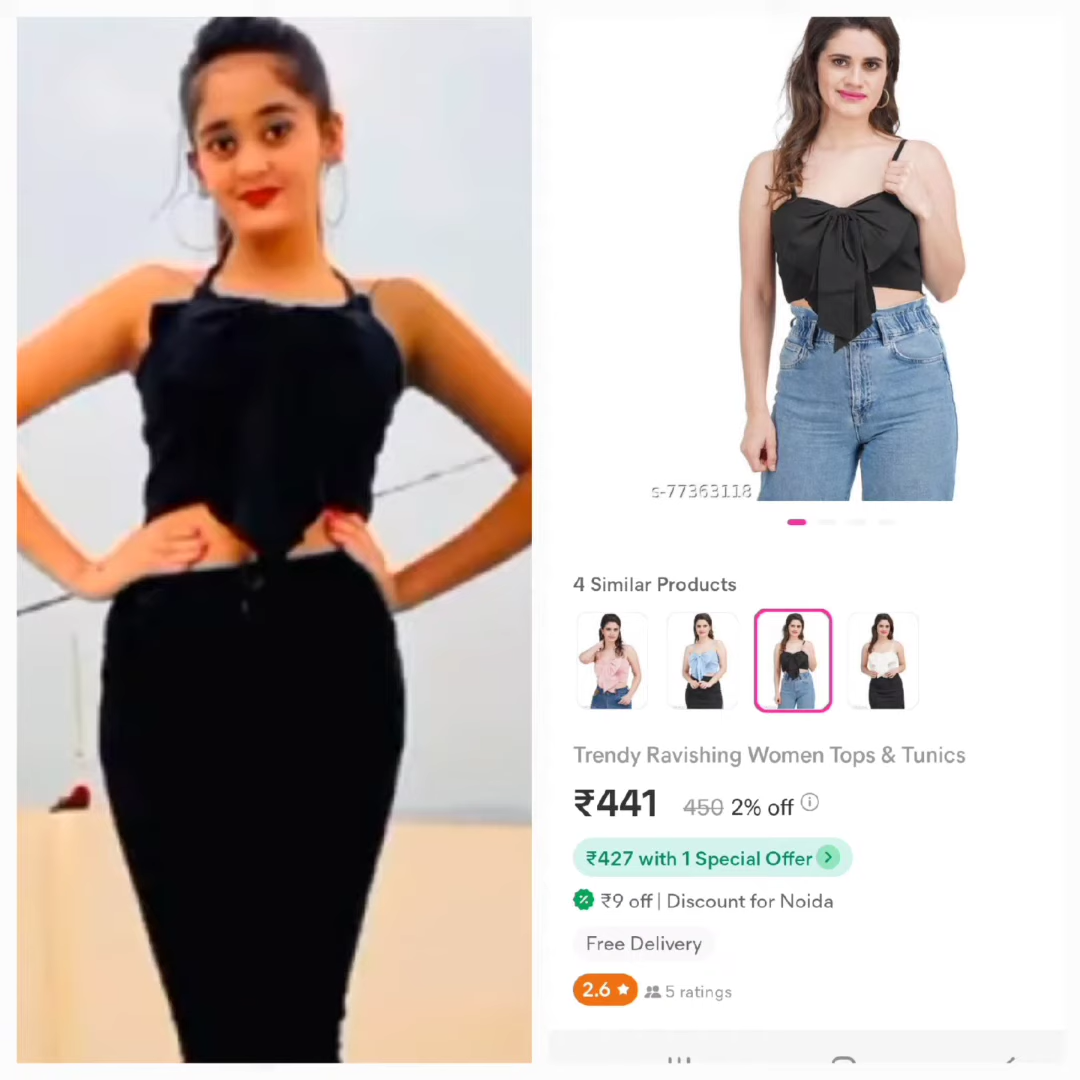 s-77363118
4 Similar Products
Trendy Ravishing Women Tops & Tunics
₹441 450 2% off
₹427 with 1 Special Offer
₹9 off | Discount for Noida
Free Delivery
2.6 ★ 5 ratings